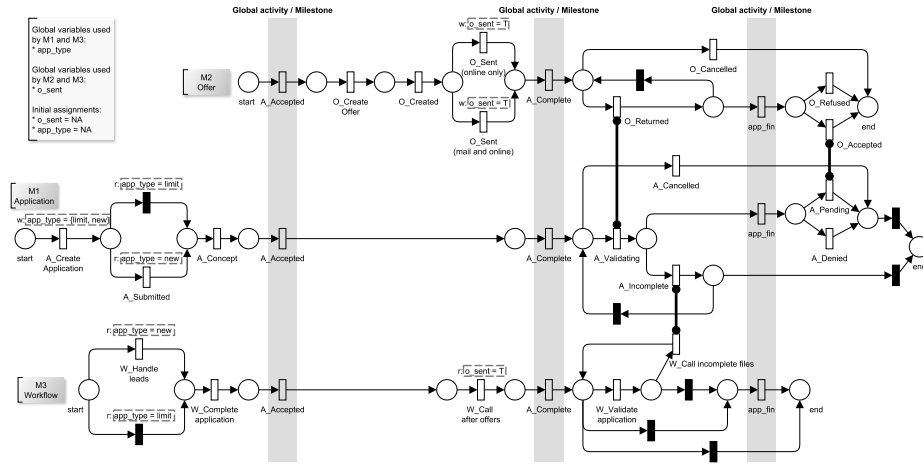 Global activity / Milestone
Global activity / Milestone
Global activity / Milestone
Global variables used
by M1 and M3:
* app_type
Global variables used
by M2 and M3:
* o_sent
Initial assignments:
* o_sent = NA
* app_type = NA
M2
Offer
start
A_Accepted
O_Create
Offer
O_Created
w: o_sent = T
O_Sent
(online only)
w: o_sent = T
O_Sent
(mail and online)
A_Complete
O_Cancelled
O_Returned
app_fin
O_Refused
end
O_Accepted
M1
Application
w: app_type = {limit, new}
start
A_Create
Application
r: app_type = limit
r: app_type = new
A_Submitted
A_Concept
A_Accepted
A_Complete
A_Cancelled
A_Validating
A_Incomplete
app_fin
A_Pending
A_Denied
end
M3
Workflow
start
r: app_type = new
W_Handle
leads
r: app_type = limit
W_Complete
application
A_Accepted
r: o_sent = T
W_Call
after offers
A_Complete
W_Call incomplete files
W_Validate
application
app_fin
end